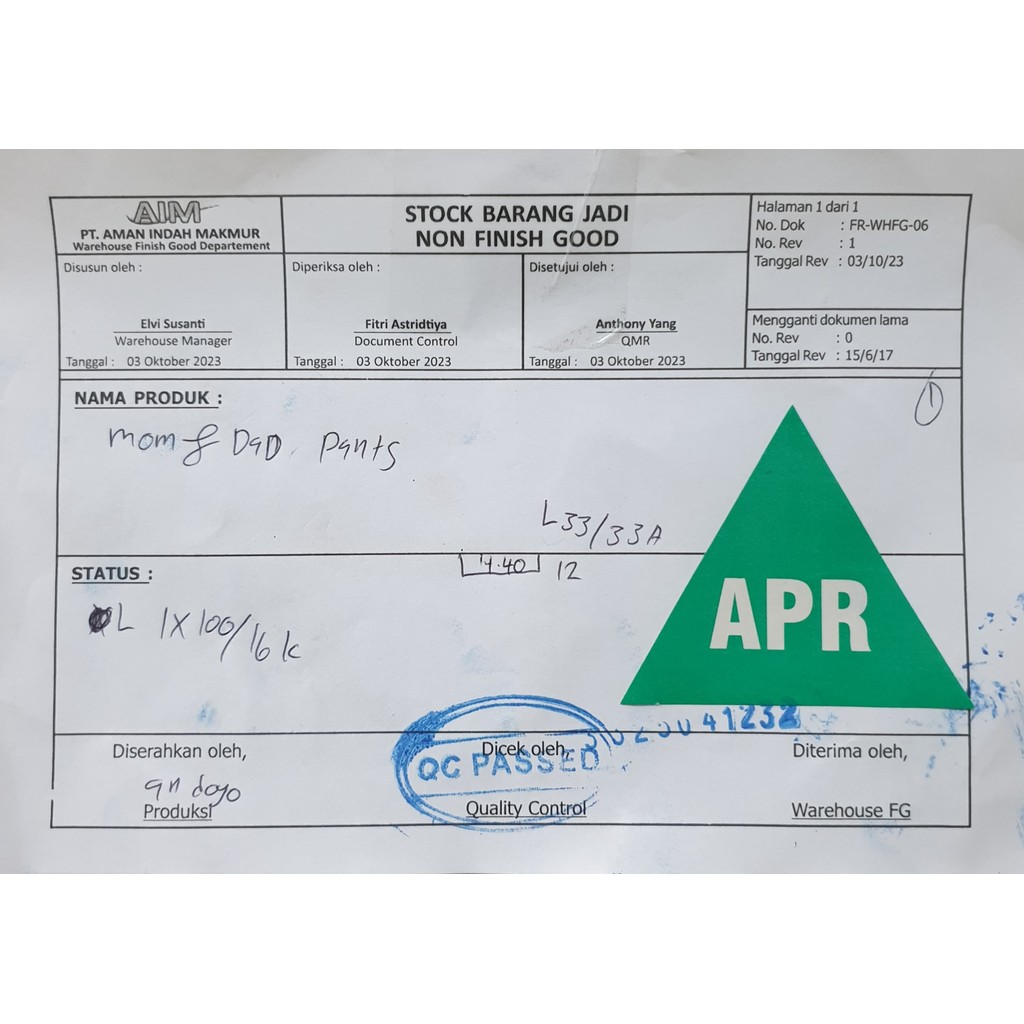 AIM
PT. AMAN INDAH MAKMUR
Warehouse Finish Good Departement
STOCK BARANG JADI
NON FINISH GOOD
Halaman 1 dari 1
No. Dok : FR-WHFG-06
No. Rev : 1
Tanggal Rev : 03/10/23
Disusun oleh :
Elvi Susanti
Warehouse Manager
Tanggal : 03 Oktober 2023
Diperiksa oleh :
Fitri Astridtiya
Document Control
Tanggal : 03 Oktober 2023
Disetujui oleh :
Anthony Yang
QMR
Tanggal : 03 Oktober 2023
Mengganti dokumen lama
No. Rev : 0
Tanggal Rev : 15/6/17
1
NAMA PRODUK :
Mom & DaD. Pants
L33/33A
STATUS :
12
L 1X100/16 K
APR
41232
QC PASSED
Diserahkan oleh,
Produksi
Dicek oleh,
Quality Control
Diterima oleh,
Warehouse FG